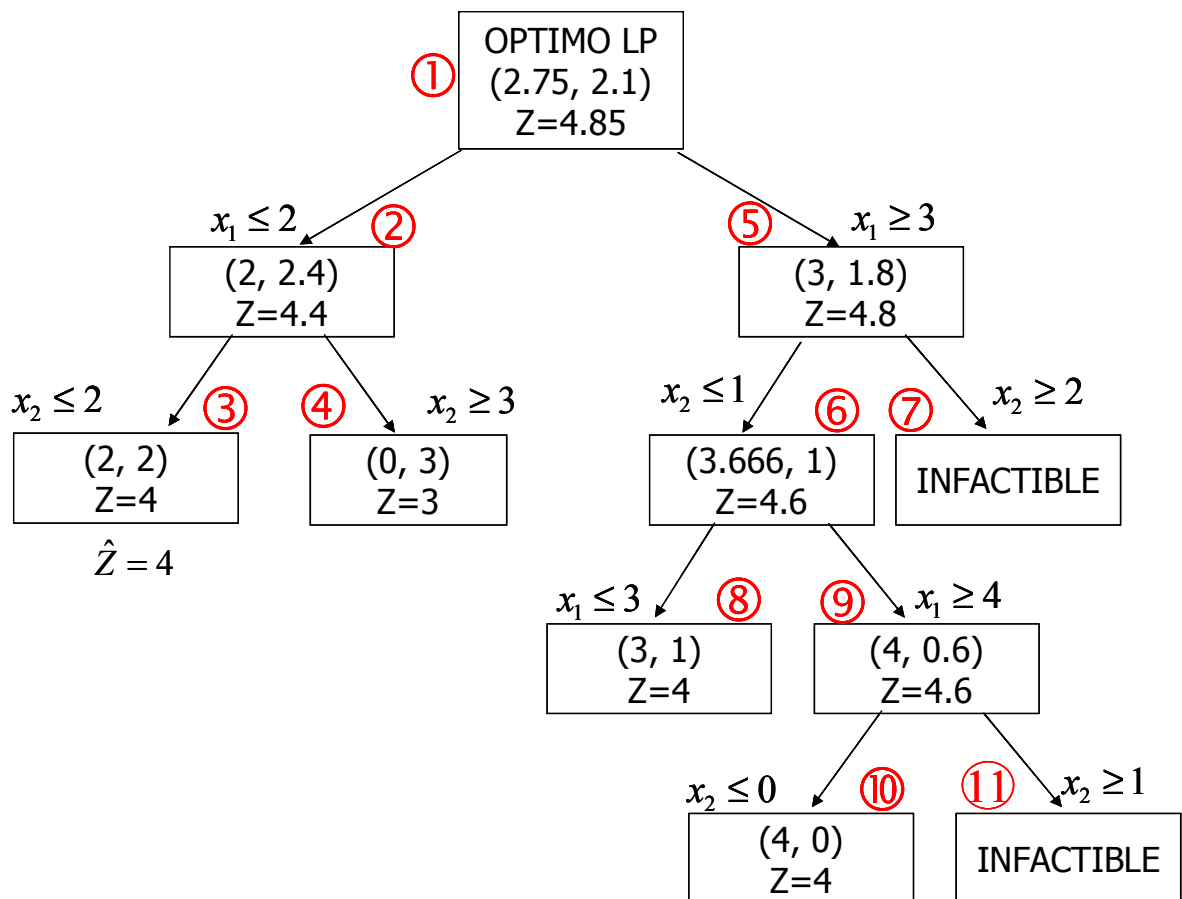 ①
OPTIMO LP
(2.75, 2.1)
Z=4.85
x₁ ≤ 2
②
⑤
x₁ ≥ 3
(2, 2.4)
Z=4.4
(3, 1.8)
Z=4.8
x₂ ≤ 2
③
④
x₂ ≥ 3
x₂ ≤ 1
⑥
⑦
x₂ ≥ 2
(2, 2)
Z=4
(0, 3)
Z=3
(3.666, 1)
Z=4.6
INFACTIBLE
Ẑ = 4
x₁ ≤ 3
⑧
⑨
x₁ ≥ 4
(3, 1)
Z=4
(4, 0.6)
Z=4.6
x₂ ≤ 0
⑩
⑪
x₂ ≥ 1
(4, 0)
Z=4
INFACTIBLE